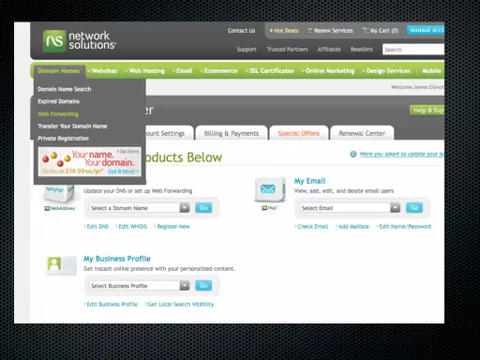 Contact Us
Hot Deals
Renew Services
My Cart (0)
MANAGE ACCO
network
solutions
Support
Trusted Partners
Affiliates
Resellers
Search
Domain Names
Websites
Web Hosting
Email
Ecommerce
SSL Certificates
Online Marketing
Design Services
Mobile
Welcome James
Domain Name Search
Expired Domains
Web Forwarding
Transfer Your Domain Name
Private Registration
er
Help & Su
ount Settings
Billing & Payments
Special Offers
Renewal Center
Your name.
Your domain.
Get It Now!
roducts Below
Were you asked to update your
Update your DNS or set up Web Forwarding
Select a Domain Name
Go
Edit DNS
Edit WHOIS
Register New
My Email
View, add, edit, and delete email users
Mail
Select Email
Go
Check Email
Add Mailbox
Edit Name/Password
My Business Profile
Get instant online presence with your personalized content.
Select Business Profile
Go
Edit Business Profile
Get Local Search Visibility